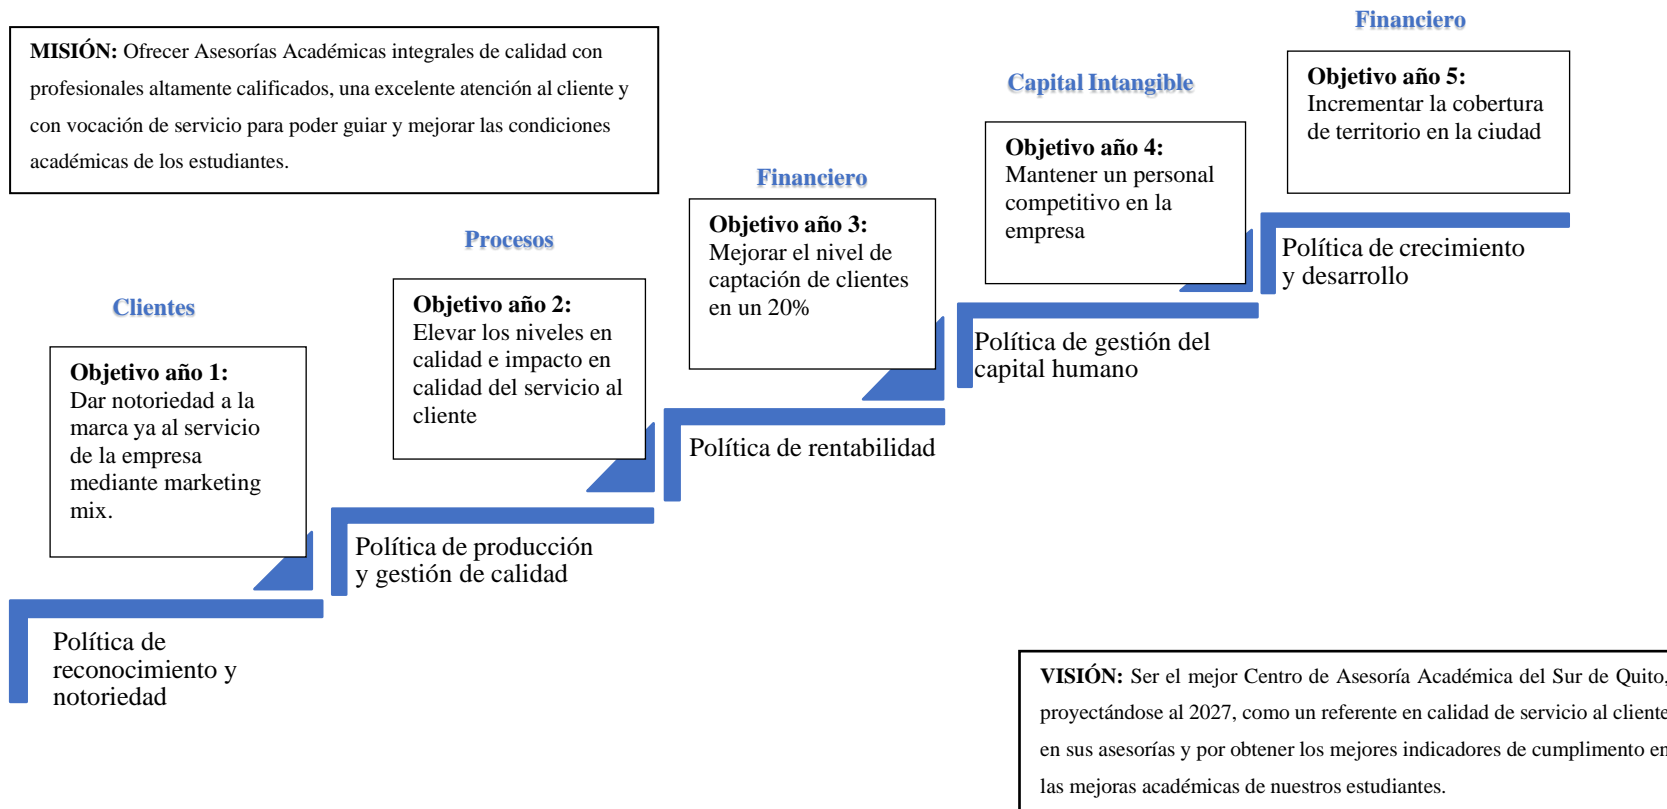 MISIÓN: Ofrecer Asesorías Académicas integrales de calidad con
profesionales altamente calificados, una excelente atención al cliente y
con vocación de servicio para poder guiar y mejorar las condiciones
académicas de los estudiantes.
Clientes
Objetivo año 1:
Dar notoriedad a la
marca ya al servicio
de la empresa
mediante marketing
mix.
Política de
reconocimiento y
notoriedad
Procesos
Objetivo año 2:
Elevar los niveles en
calidad e impacto en
calidad del servicio al
cliente
Política de producción
y gestión de calidad
Financiero
Objetivo año 3:
Mejorar el nivel de
captación de clientes
en un 20%
Política de rentabilidad
Capital Intangible
Objetivo año 4:
Mantener un personal
competitivo en la
empresa
Política de gestión del
capital humano
Financiero
Objetivo año 5:
Incrementar la cobertura
de territorio en la ciudad
Política de crecimiento
y desarrollo
VISIÓN: Ser el mejor Centro de Asesoría Académica del Sur de Quito,
proyectándose al 2027, como un referente en calidad de servicio al cliente
en sus asesorías y por obtener los mejores indicadores de cumplimento en
las mejoras académicas de nuestros estudiantes.